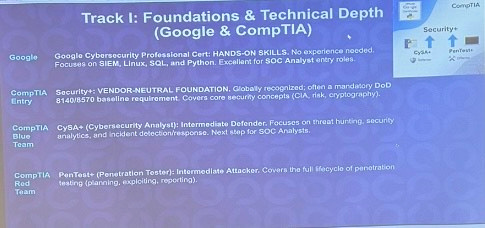 Track I: Foundations & Technical Depth
(Google & CompTIA)
Google
Google Cybersecurity Professional Cert: HANDS-ON SKILLS. No experience needed.
Focuses on SIEM, Linux, SQL, and Python. Excellent for SOC Analyst entry roles.
CompTIA
Entry
Security+: VENDOR-NEUTRAL FOUNDATION. Globally recognized; often a mandatory DoD
8140/8570 baseline requirement. Covers core security concepts (CIA, risk, cryptography).
CompTIA
Blue
Team
CySA+ (Cybersecurity Analyst): Intermediate Defender. Focuses on threat hunting, security
analytics, and incident detection/response. Next step for SOC Analysts.
CompTIA
Red
Team
PenTest+ (Penetration Tester): Intermediate Attacker. Covers the full lifecycle of penetration
testing (planning, exploiting, reporting).
CompTIA
Security+
CySA+
PenTest+